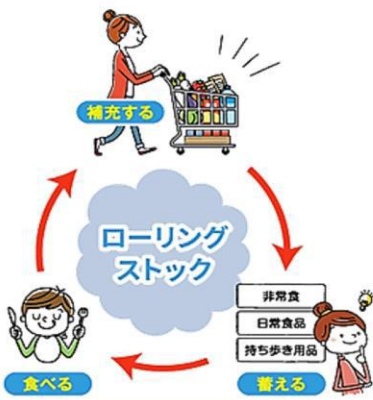 補充する
ローリング
ストック
非常食
日常食品
持ち歩き用品
食べる
蓄える